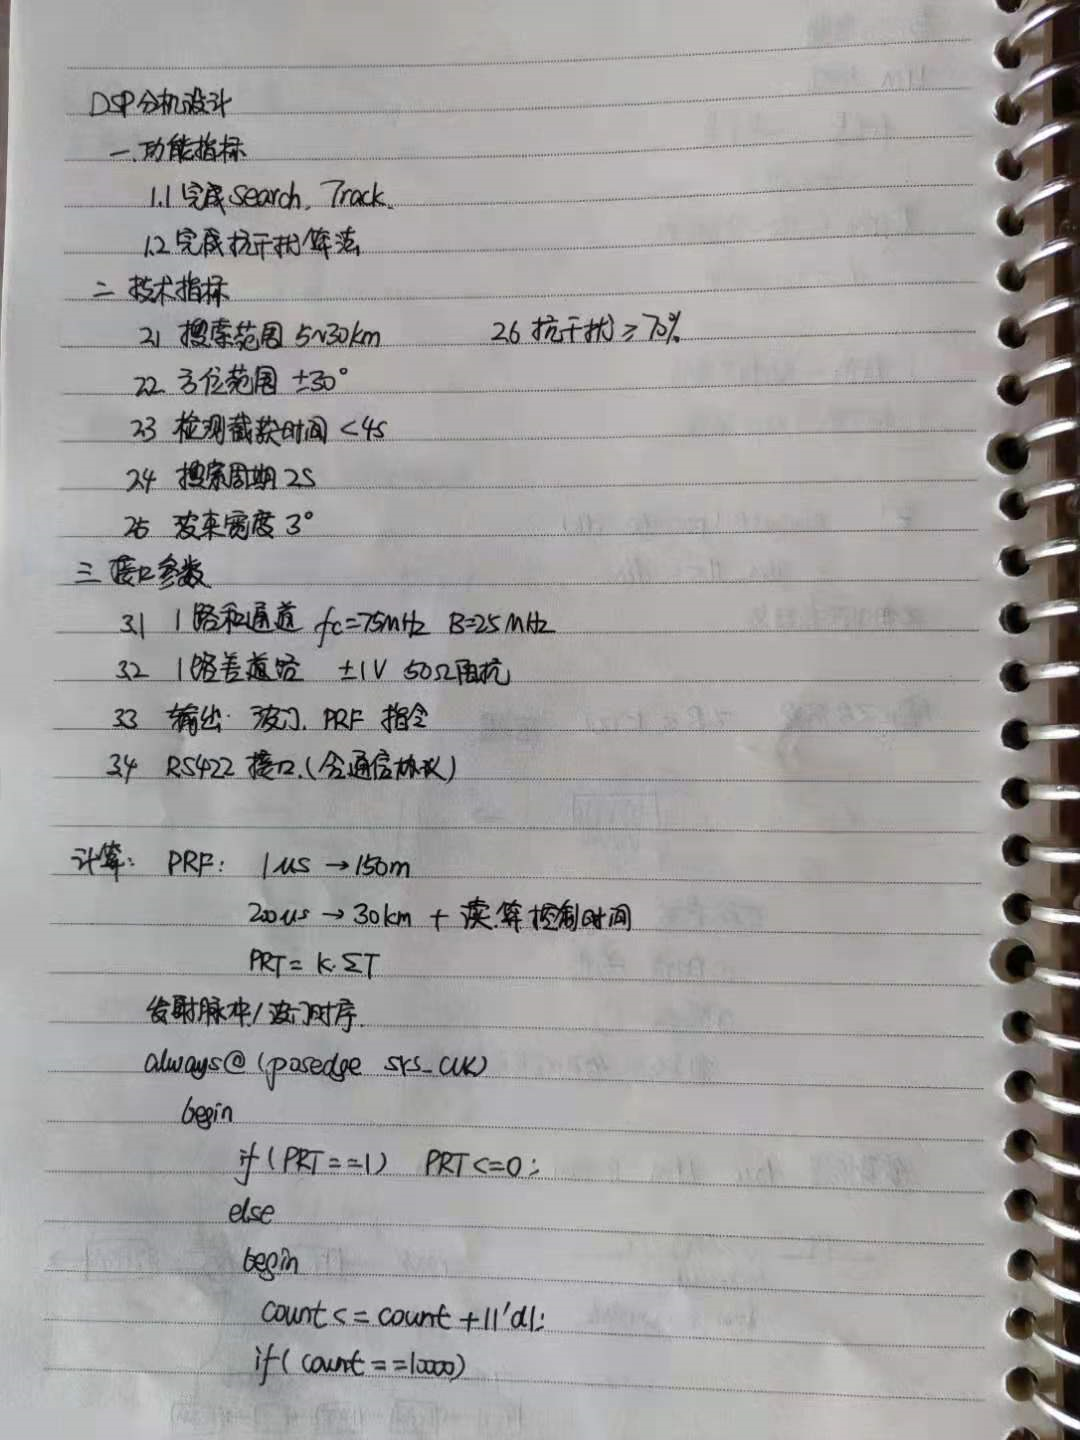 DSP分机设计
一.功能指标
1.1 完成search. Track.
1.2 完成抗干扰算法
二 技术指标
2.1 搜索范围 5~30km 2.6 抗干扰≥70%
2.2 方位范围 ±30°
2.3 检测截获时间 <4s
2.4 搜索周期 2s
2.5 波束宽度 3°
三 接口参数
3.1 1路和通道 fc=75MHz B=25MHz
3.2 1路差通路 ±1V 50Ω阻抗
3.3 输出: 波门. PRF 指令
3.4 RS422 接口.(含通信协议)
计算: PRF: 1us→150m
200us→30km + 读.算控制时间
PRT=K·ΣT
发射脉冲/波门时序.
always@(posedge sys_clk)
begin
if(PRT==1) PRT<=0;
else
begin
count<=count+11'd1;
if(count==10000)